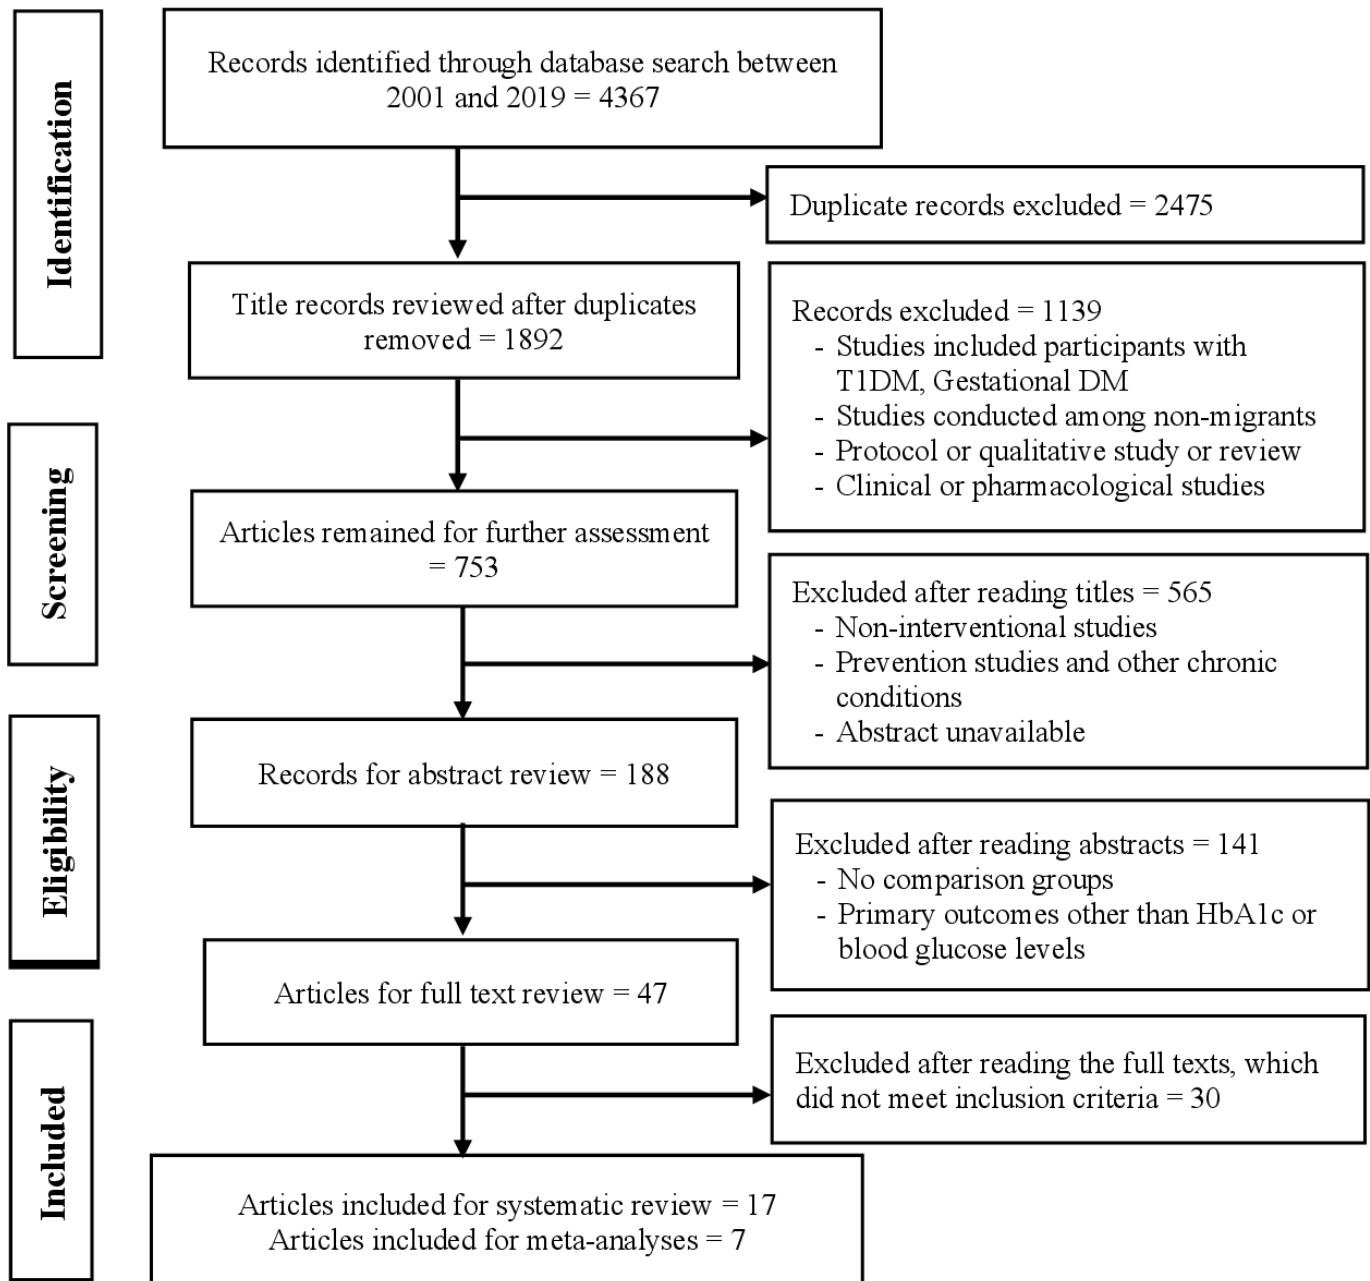 Identification
Records identified through database search between
2001 and 2019 = 4367
Duplicate records excluded = 2475
Title records reviewed after duplicates
removed = 1892
Records excluded = 1139
- Studies included participants with
T1DM, Gestational DM
- Studies conducted among non-migrants
- Protocol or qualitative study or review
- Clinical or pharmacological studies
Screening
Articles remained for further assessment
= 753
Excluded after reading titles = 565
- Non-interventional studies
- Prevention studies and other chronic
conditions
- Abstract unavailable
Eligibility
Records for abstract review = 188
Excluded after reading abstracts = 141
- No comparison groups
- Primary outcomes other than HbA1c or
blood glucose levels
Articles for full text review = 47
Included
Excluded after reading the full texts, which
did not meet inclusion criteria = 30
Articles included for systematic review = 17
Articles included for meta-analyses = 7